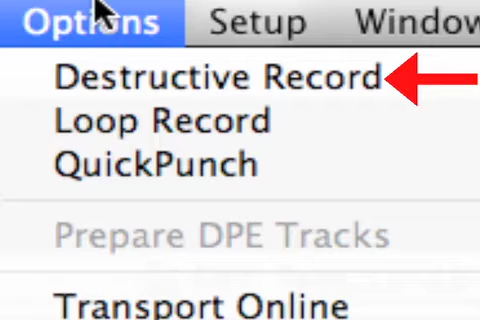 Options Setup Window
Destructive Record
Loop Record
QuickPunch
Prepare DPE Tracks
Transport Online